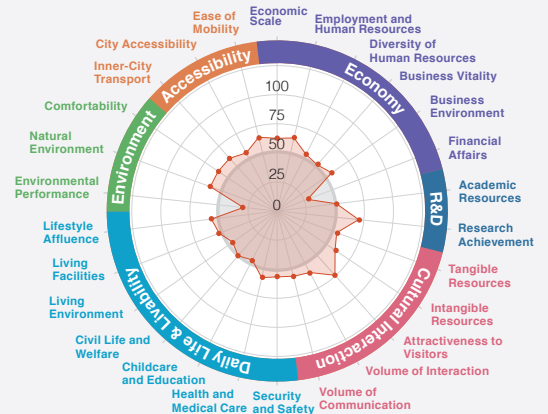 Economic
Scale
Employment and
Human Resources
Diversity of
Human Resources
Business Vitality
Business
Environment
Financial
Affairs
Academic
Resources
Research
Achievement
Tangible
Resources
Intangible
Resources
Attractiveness to
Visitors
Volume of Interaction
Volume of
Communication
Security
and Safety
Health and
Medical Care
Childcare
and Education
Civil Life and
Welfare
Living
Environment
Living
Facilities
Lifestyle
Affluence
Environmental
Performance
Natural
Environment
Comfortability
Inner-City
Transport
City Accessibility
Ease of
Mobility
Economy
R&D
Cultural Interaction
Daily Life & Livability
Environment
Accessibility
100
75
50
25
0